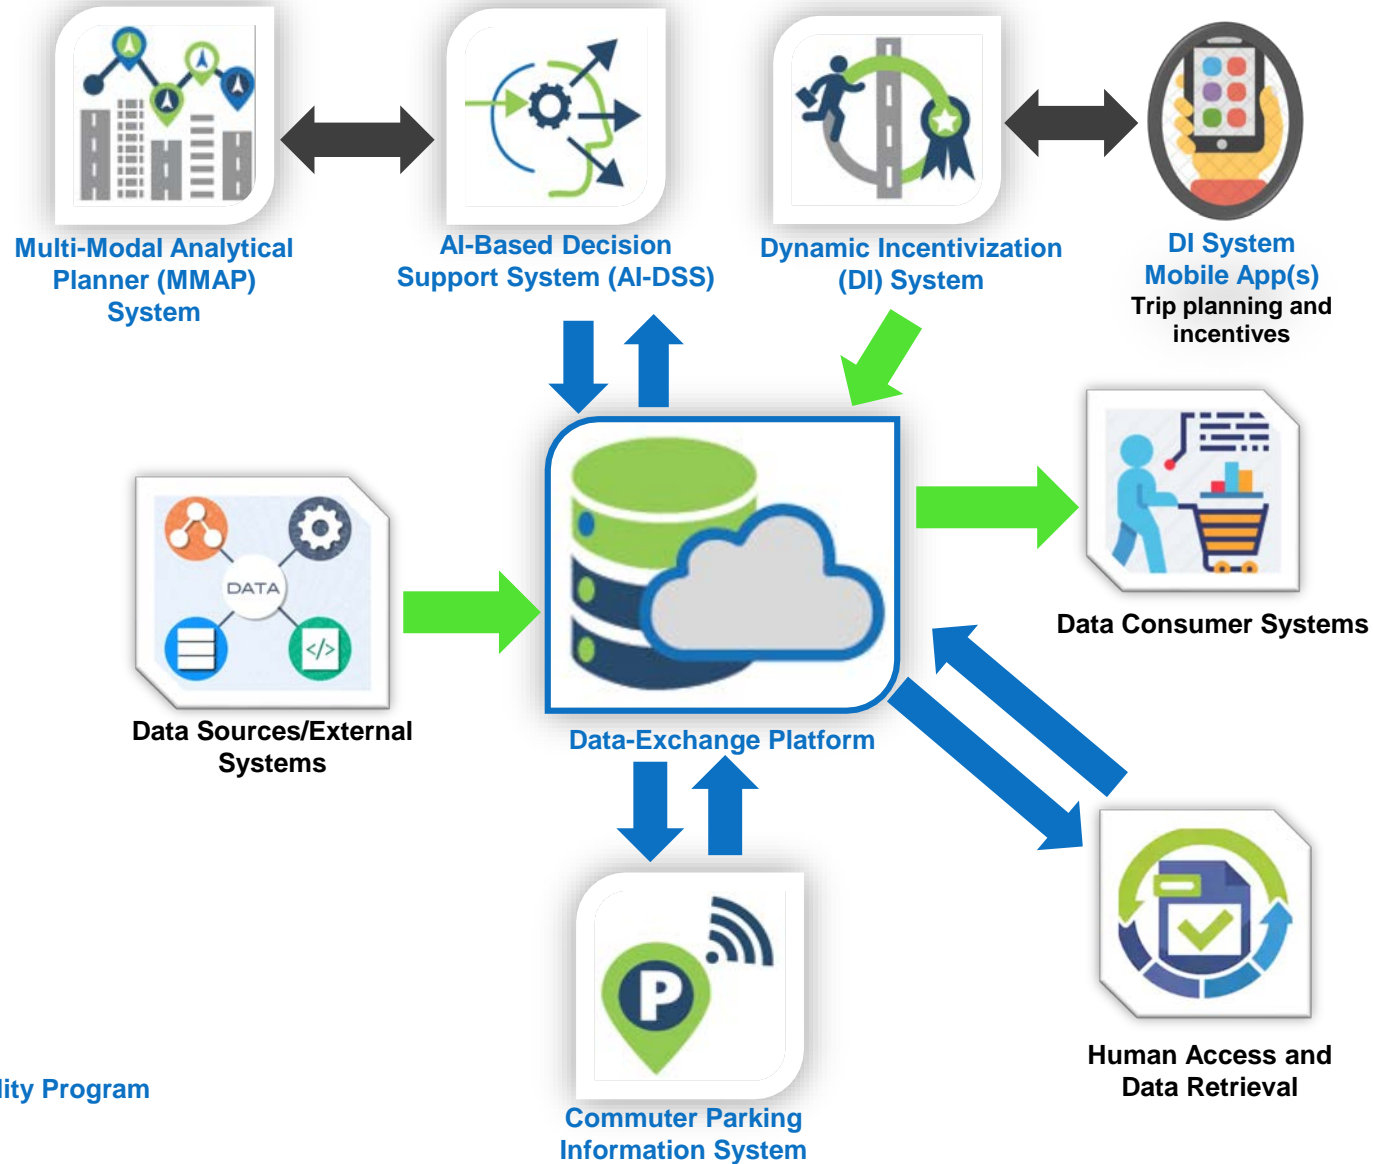 Multi-Modal Analytical
Planner (MMAP)
System
AI-Based Decision
Support System (AI-DSS)
Dynamic Incentivization
(DI) System
DI System
Mobile App(s)
Trip planning and
incentives
DATA
</>
Data Sources/External
Systems
Data-Exchange Platform
Data Consumer Systems
P
Human Access and
Data Retrieval
lity Program
Commuter Parking
Information System